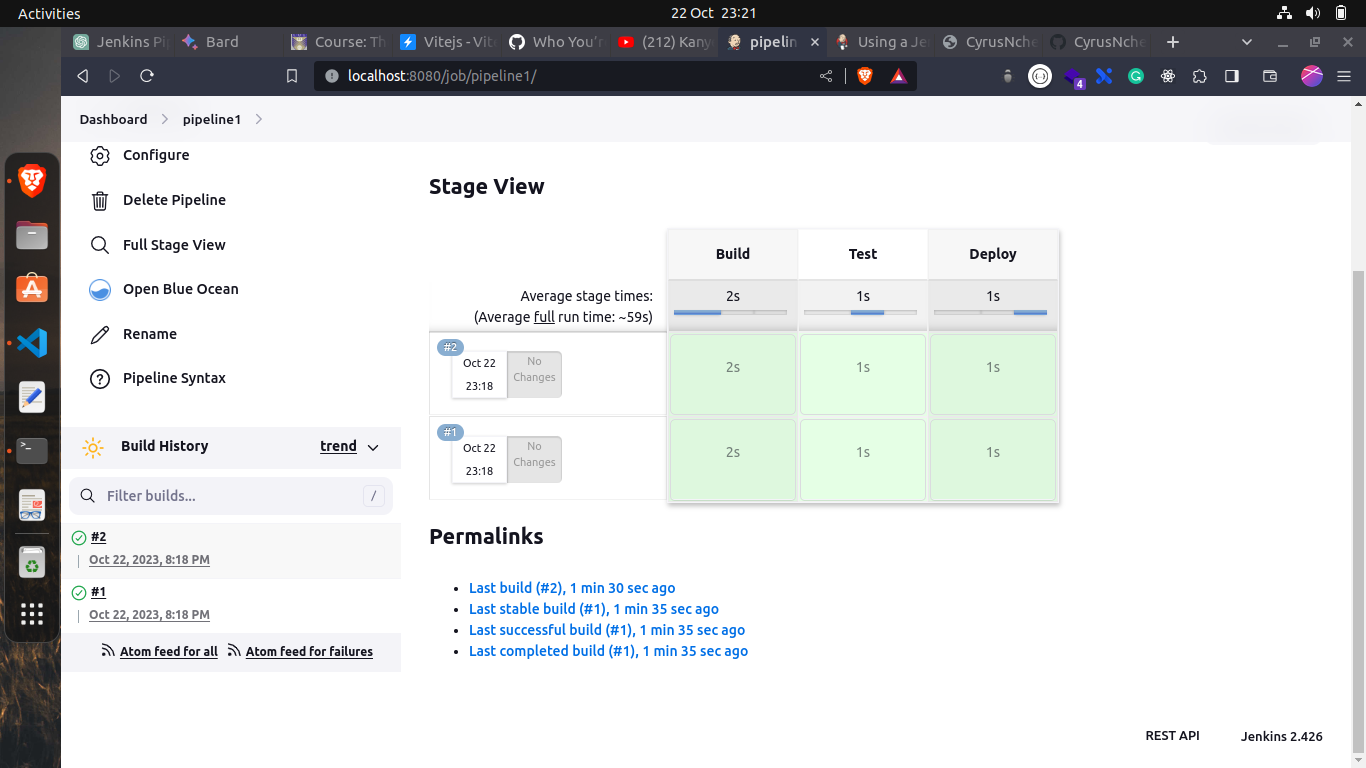 Activities
22 Oct 23:21
Jenkins Pi
Bard
Course: Th
Vitejs - Vite
Who You'r
(212) Kany
pipelin
Using a Je
CyrusNche
CyrusNche
localhost:8080/job/pipeline1/
4
Dashboard
pipeline1
Configure
Delete Pipeline
Full Stage View
Open Blue Ocean
Rename
Pipeline Syntax
Build History
trend
Filter builds...
/
#2
Oct 22, 2023, 8:18 PM
#1
Oct 22, 2023, 8:18 PM
Atom feed for all
Atom feed for failures
Stage View
Build
Test
Deploy
Average stage times:
2s
1s
1s
(Average full run time: ~59s)
#2
Oct 22
23:18
No
Changes
2s
1s
1s
#1
Oct 22
23:18
No
Changes
2s
1s
1s
Permalinks
Last build (#2), 1 min 30 sec ago
Last stable build (#1), 1 min 35 sec ago
Last successful build (#1), 1 min 35 sec ago
Last completed build (#1), 1 min 35 sec ago
REST API
Jenkins 2.426